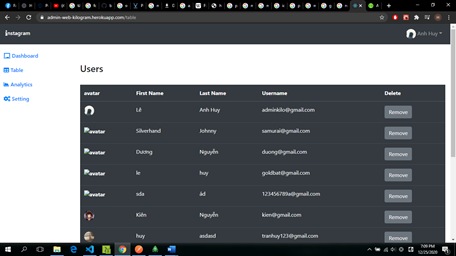 admin-web-kilogram.herokuapp.com/table
instagram
Anh Huy
Dashboard
Table
Analytics
Setting
Users
avatar First Name Last Name Username Delete
Lê Anh Huy adminkilo@gmail.com Remove
avatar Silverhand Johnny samurai@gmail.com Remove
avatar Dương Nguyễn duong@gmail.com Remove
avatar le huy goldbat@gmail.com Remove
avatar sda ád 123456789a@gmail.com Remove
Kiên Nguyễn kien@gmail.com Remove
huy asdasd tranhuy123@gmail.com Remove
7:09 PM
12/25/2020